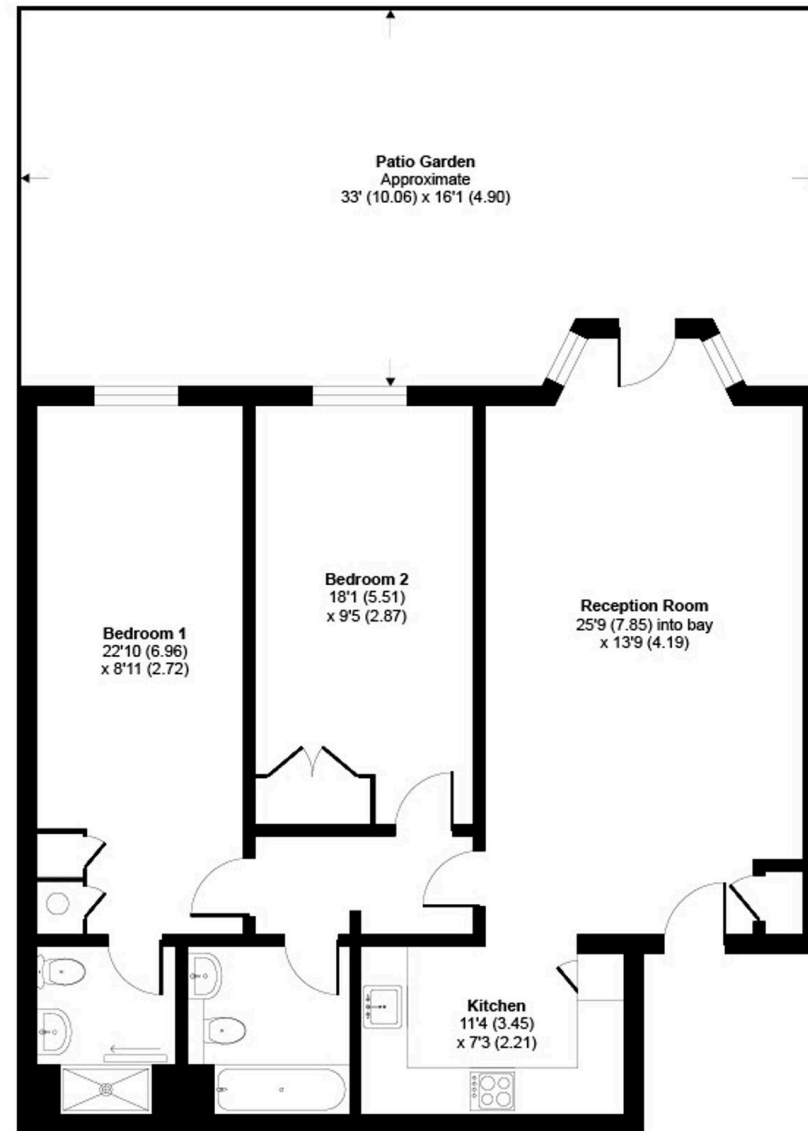 Patio Garden
Approximate
33' (10.06) x 16'1 (4.90)
Bedroom 2
18'1 (5.51)
x 9'5 (2.87)
Reception Room
25'9 (7.85) into bay
x 13'9 (4.19)
Bedroom 1
22'10 (6.96)
x 8'11 (2.72)
Kitchen
11'4 (3.45)
x 7'3 (2.21)